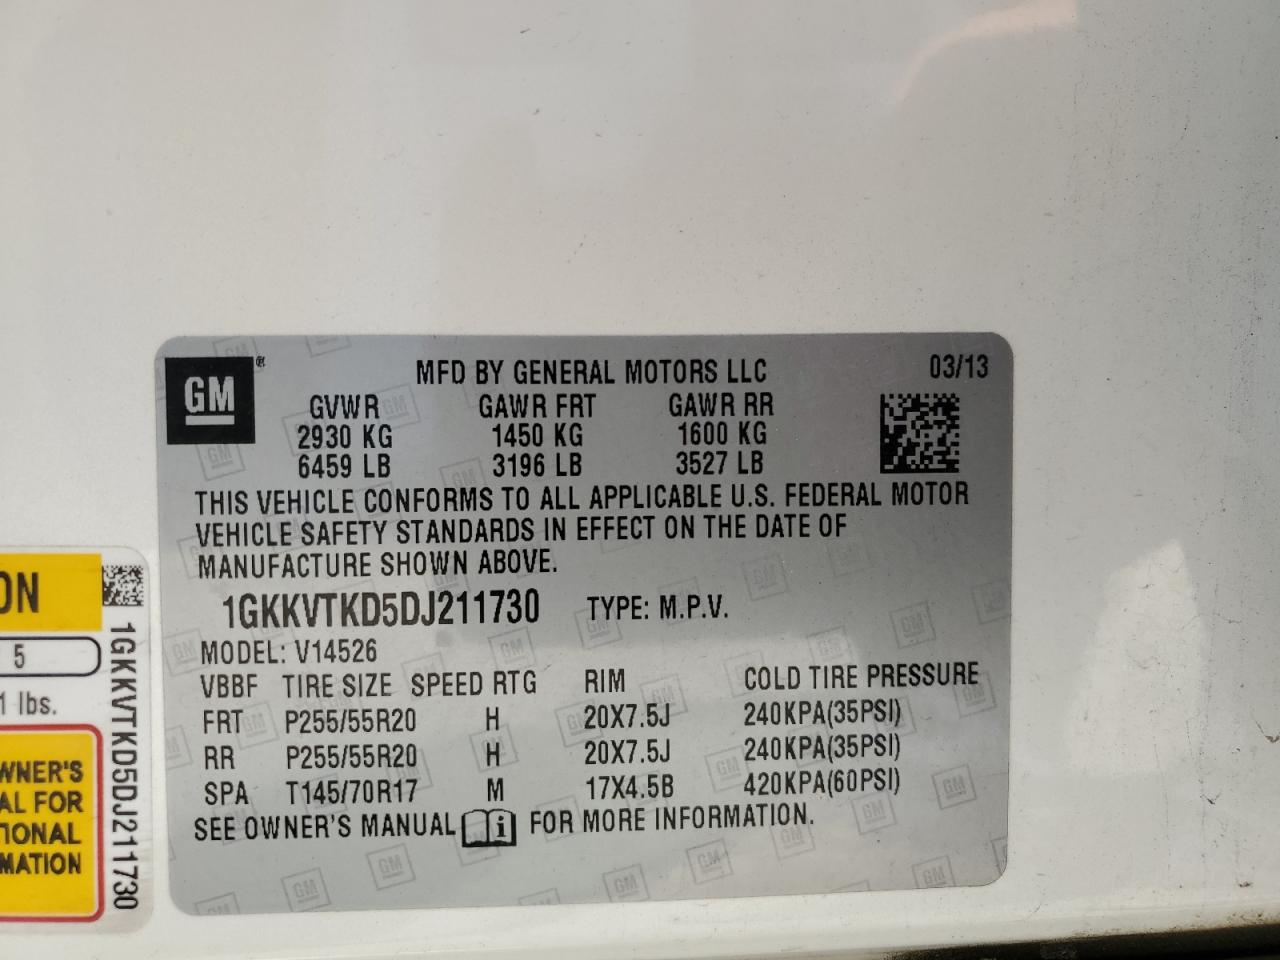 GM ® MFD BY GENERAL MOTORS LLC 03/13
GVWR GAWR FRT GAWR RR
2930 KG 1450 KG 1600 KG
6459 LB 3196 LB 3527 LB
THIS VEHICLE CONFORMS TO ALL APPLICABLE U.S. FEDERAL MOTOR
VEHICLE SAFETY STANDARDS IN EFFECT ON THE DATE OF
MANUFACTURE SHOWN ABOVE.
1GKKVTKD5DJ211730 TYPE: M.P.V.
MODEL: V14526
VBBF TIRE SIZE SPEED RTG RIM COLD TIRE PRESSURE
FRT P255/55R20 H 20X7.5J 240KPA(35PSI)
RR P255/55R20 H 20X7.5J 240KPA(35PSI)
SPA T145/70R17 M 17X4.5B 420KPA(60PSI)
SEE OWNER'S MANUAL i FOR MORE INFORMATION.
ON
5
1 lbs.
WNER'S
AL FOR
TIONAL
MATION
1GKKVTKD5DJ211730